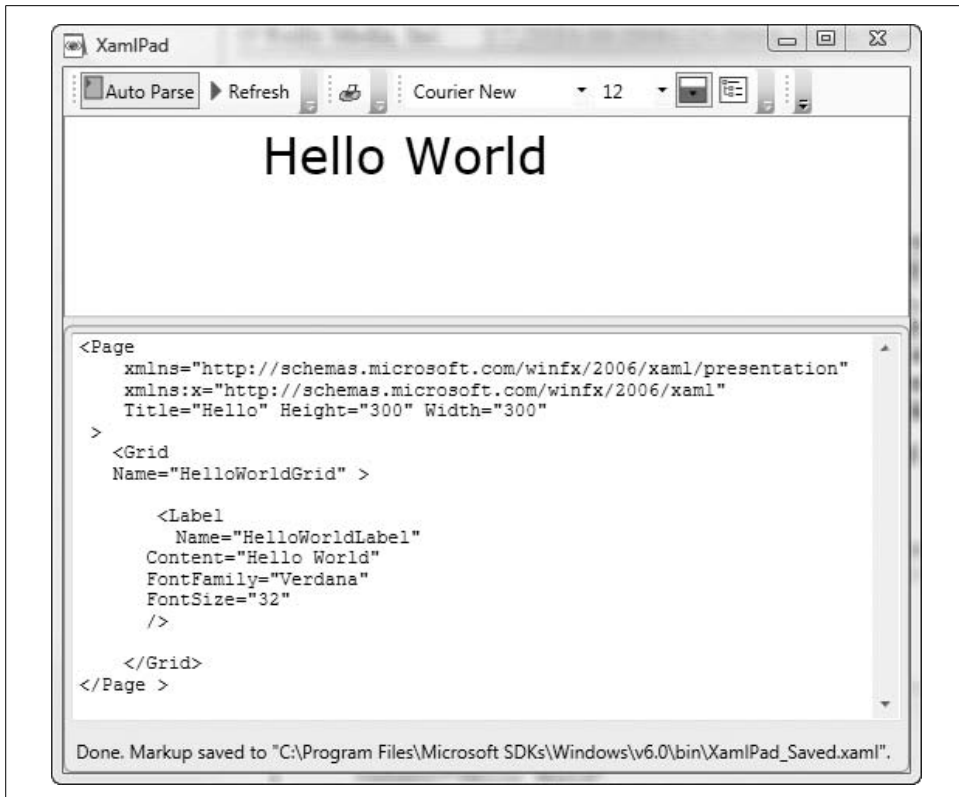 XamlPad
Auto Parse Refresh Courier New 12
Hello World
<Page
xmlns="http://schemas.microsoft.com/winfx/2006/xaml/presentation"
xmlns:x="http://schemas.microsoft.com/winfx/2006/xaml"
Title="Hello" Height="300" Width="300"
>
<Grid
Name="HelloWorldGrid" >
<Label
Name="HelloWorldLabel"
Content="Hello World"
FontFamily="Verdana"
FontSize="32"
/>
</Grid>
</Page >
Done. Markup saved to "C:\Program Files\Microsoft SDKs\Windows\v6.0\bin\XamlPad_Saved.xaml".